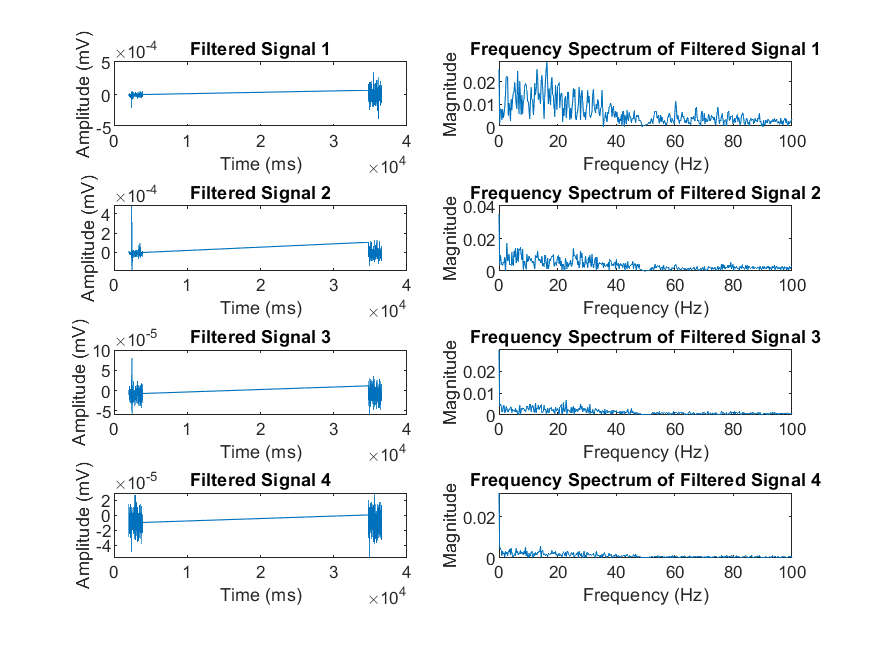 Filtered Signal 1
×10^-4
Amplitude (mV)
5
0
-5
0 1 2 3 4
×10^4
Time (ms)
Frequency Spectrum of Filtered Signal 1
Magnitude
0.02
0.01
0
0 20 40 60 80 100
Frequency (Hz)
Filtered Signal 2
×10^-4
Amplitude (mV)
4
2
0
0 1 2 3 4
×10^4
Time (ms)
Frequency Spectrum of Filtered Signal 2
Magnitude
0.04
0.02
0
0 20 40 60 80 100
Frequency (Hz)
Filtered Signal 3
×10^-5
Amplitude (mV)
10
5
0
-5
0 1 2 3 4
×10^4
Time (ms)
Frequency Spectrum of Filtered Signal 3
Magnitude
0.02
0.01
0
0 20 40 60 80 100
Frequency (Hz)
Filtered Signal 4
×10^-5
Amplitude (mV)
2
0
-2
-4
0 1 2 3 4
×10^4
Time (ms)
Frequency Spectrum of Filtered Signal 4
Magnitude
0.02
0
0 20 40 60 80 100
Frequency (Hz)